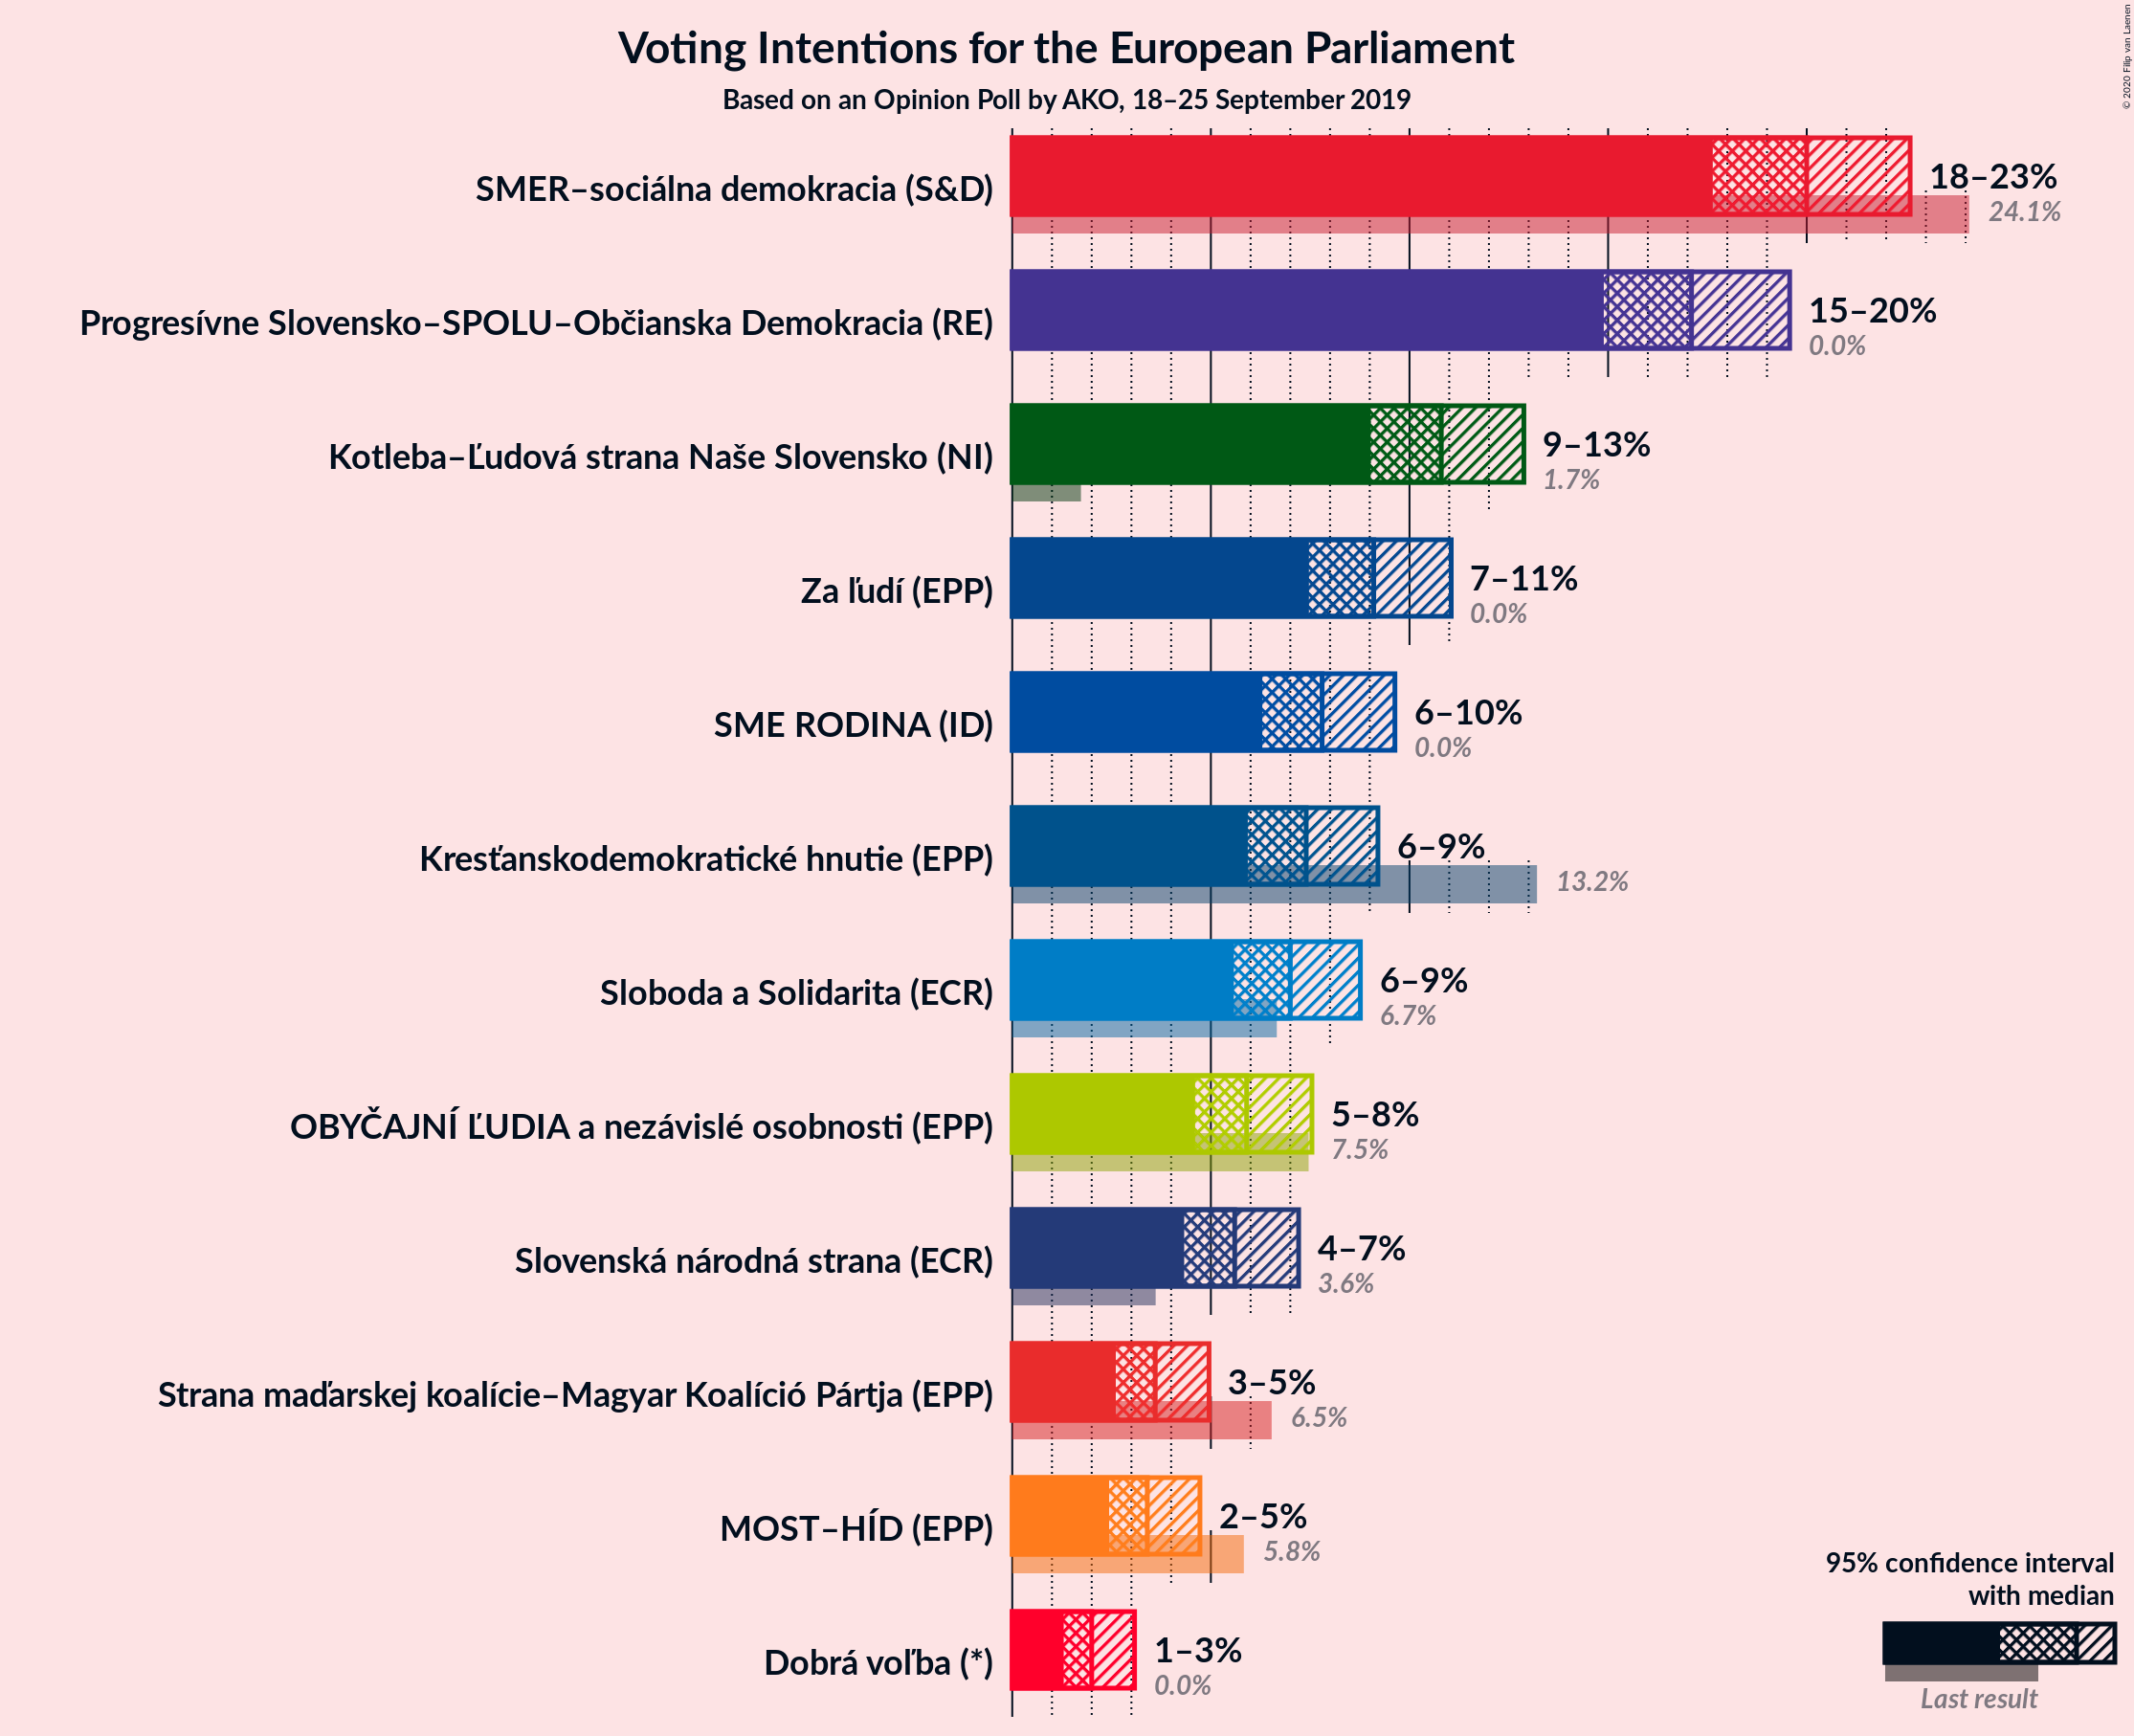 Voting Intentions for the European Parliament
Based on an Opinion Poll by AKO, 18–25 September 2019
© 2020 Filip van Laenen
SMER–sociálna demokracia (S&D)
18–23%
24.1%
Progresívne Slovensko–SPOLU–Občianska Demokracia (RE)
15–20%
0.0%
Kotleba–Ľudová strana Naše Slovensko (NI)
9–13%
1.7%
Za ľudí (EPP)
7–11%
0.0%
SME RODINA (ID)
6–10%
0.0%
Kresťanskodemokratické hnutie (EPP)
6–9%
13.2%
Sloboda a Solidarita (ECR)
6–9%
6.7%
OBYČAJNÍ ĽUDIA a nezávislé osobnosti (EPP)
5–8%
7.5%
Slovenská národná strana (ECR)
4–7%
3.6%
Strana maďarskej koalície–Magyar Koalíció Pártja (EPP)
3–5%
6.5%
MOST–HÍD (EPP)
2–5%
5.8%
Dobrá voľba (*)
1–3%
0.0%
95% confidence interval
with median
Last result